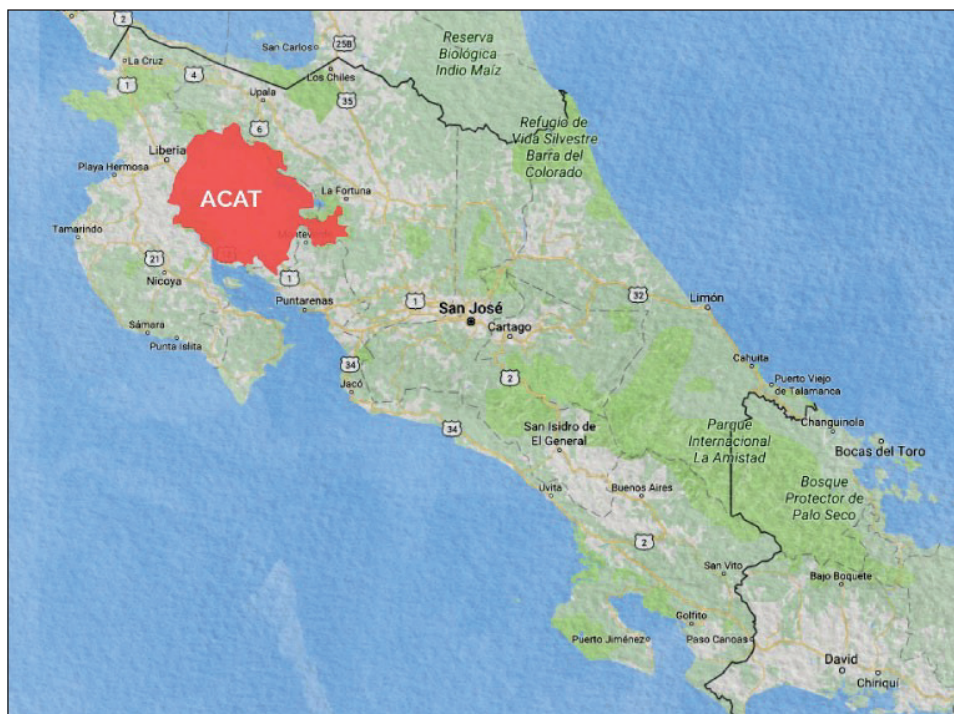 2
San Carlos
25B
Reserva
Biológica
Indio Maíz
La Cruz
1
4
Los Chiles
Upala
35
6
Refugio de
Vida Silvestre
Barra del
Colorado
Liberia
Playa Hermosa
ACAT
La Fortuna
Tamarindo
Monteverde
21
1
Nicoya
Puntarenas
1
San José
32
Limón
Sámara
Punta Islita
Cartago
34
Jacó
2
Cahuita
Puerto Viejo
de Talamanca
34
San Isidro de
El General
Parque
Internacional
La Amistad
Changuinola
Bocas del Toro
Uvita
Buenos Aires
Bosque
Protector de
Palo Seco
2
San Vito
Bajo Boquete
Golfito
Puerto Jiménez
Paso Canoas
David
Chiriquí